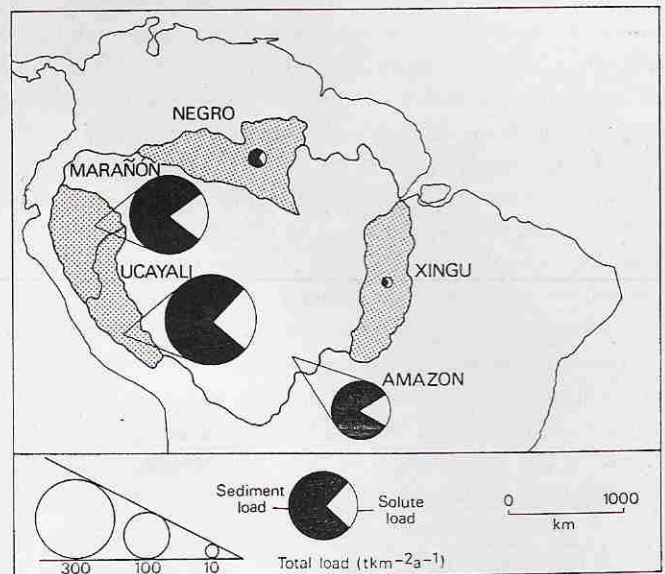 NEGRO
MARAÑÓN
UCAYALI
XINGU
AMAZON
Sediment load
Solute load
0 1000
km
300 100 10
Total load (tkm⁻²a⁻¹)